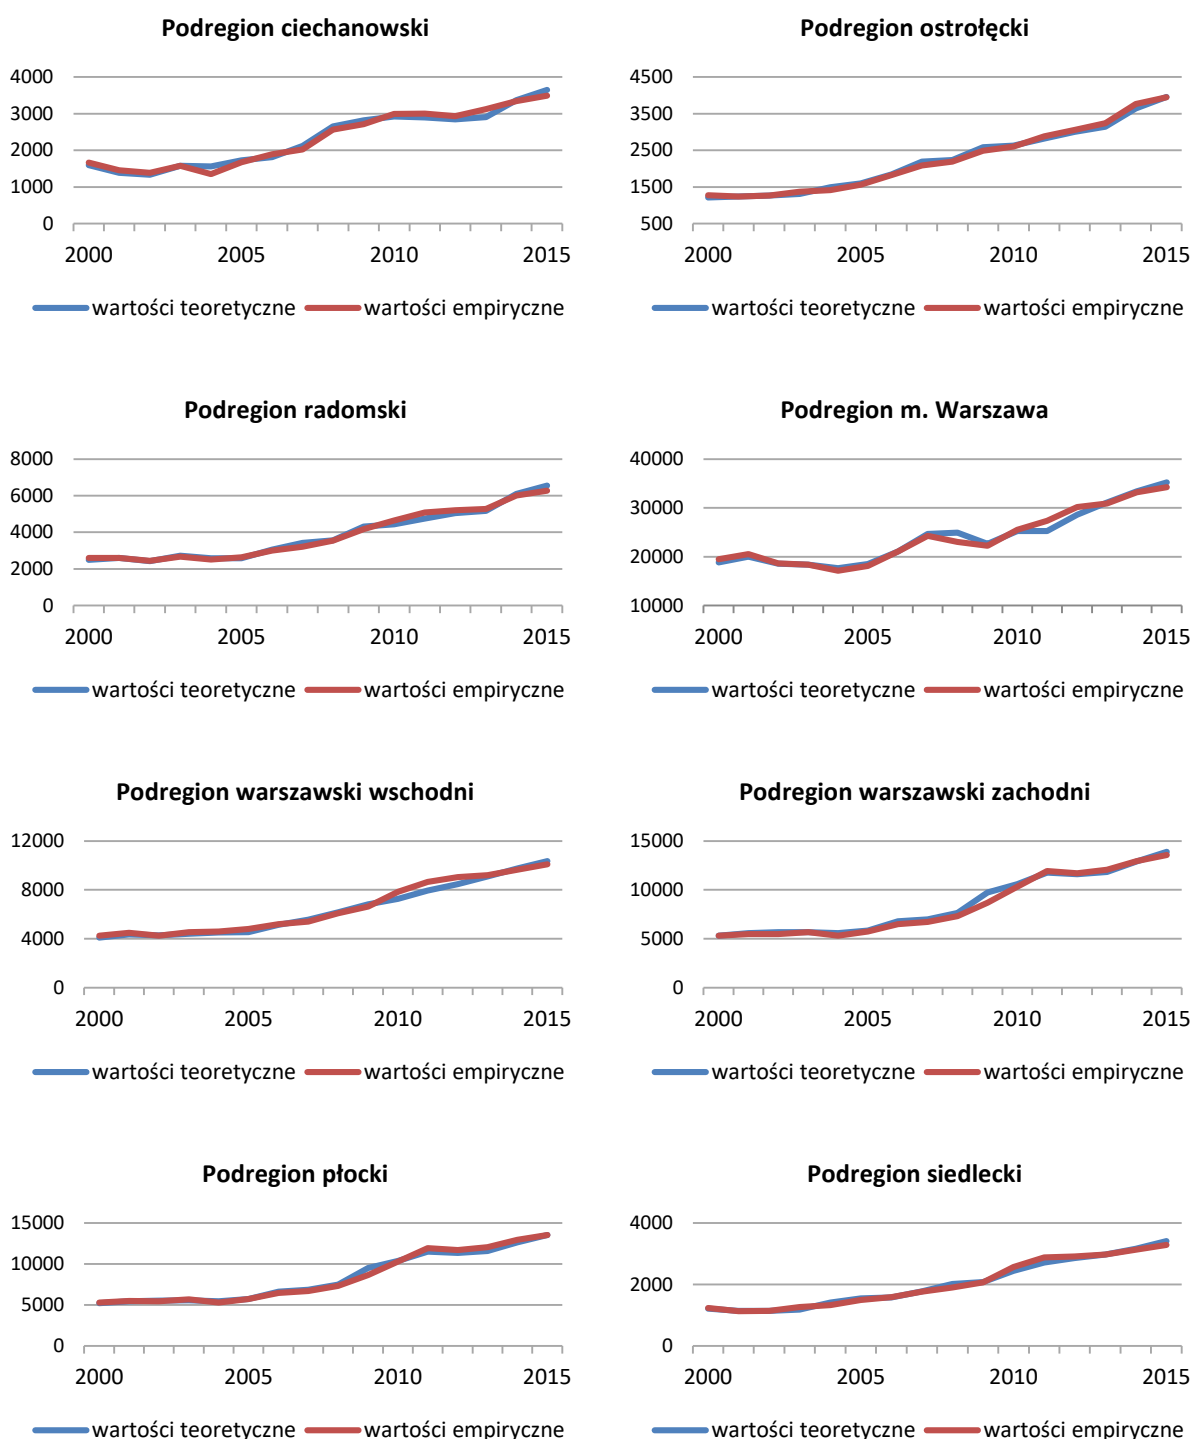 Podregion ciechanowski
4000
3000
2000
1000
0
2000 2005 2010 2015
wartości teoretyczne wartości empiryczne
Podregion ostrołęcki
4500
3500
2500
1500
500
2000 2005 2010 2015
wartości teoretyczne wartości empiryczne
Podregion radomski
8000
6000
4000
2000
0
2000 2005 2010 2015
wartości teoretyczne wartości empiryczne
Podregion m. Warszawa
40000
30000
20000
10000
2000 2005 2010 2015
wartości teoretyczne wartości empiryczne
Podregion warszawski wschodni
12000
8000
4000
0
2000 2005 2010 2015
wartości teoretyczne wartości empiryczne
Podregion warszawski zachodni
15000
10000
5000
0
2000 2005 2010 2015
wartości teoretyczne wartości empiryczne
Podregion płocki
15000
10000
5000
0
2000 2005 2010 2015
wartości teoretyczne wartości empiryczne
Podregion siedlecki
4000
2000
0
2000 2005 2010 2015
wartości teoretyczne wartości empiryczne